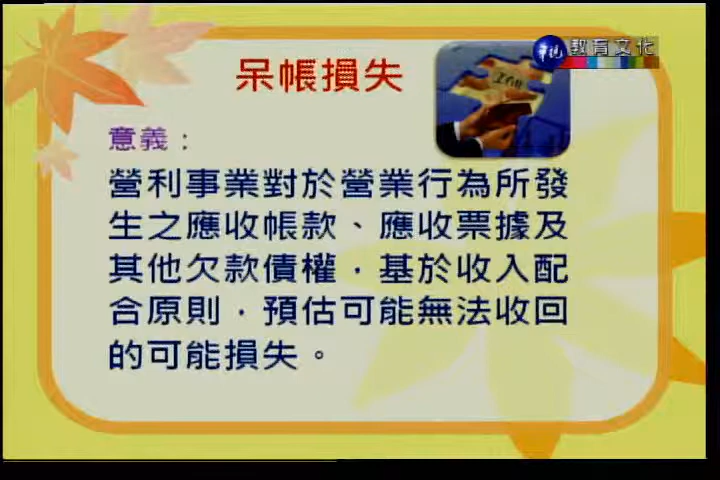 華視 教育文化
呆帳損失
意義：
營利事業對於營業行為所發
生之應收帳款、應收票據及
其他欠款債權，基於收入配
合原則，預估可能無法收回
的可能損失。